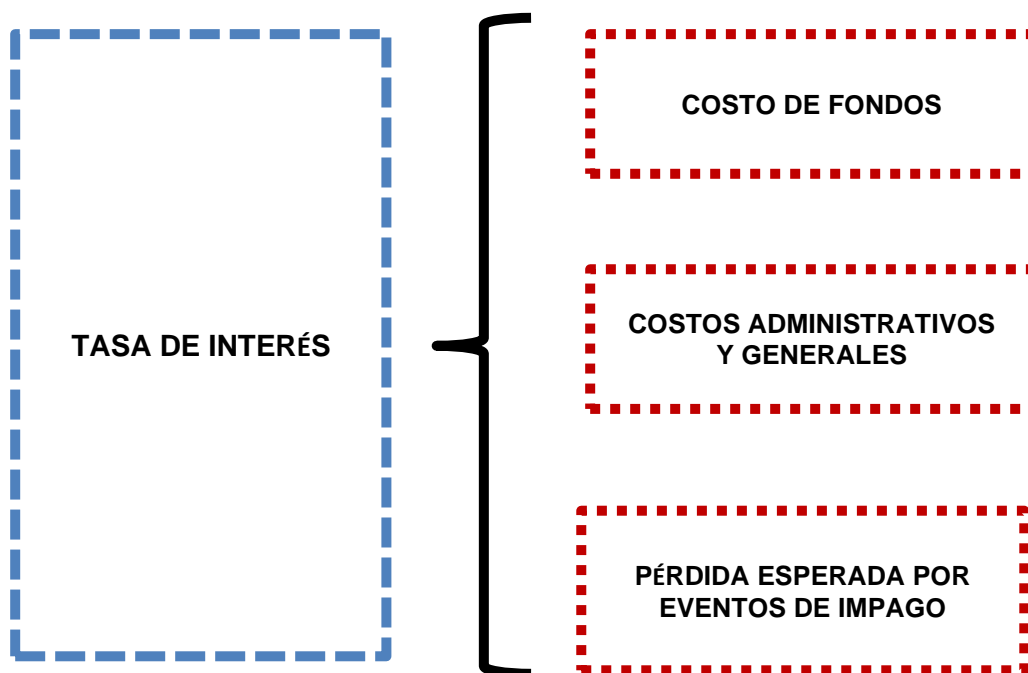 TASA DE INTERÉS
COSTO DE FONDOS
COSTOS ADMINISTRATIVOS
Y GENERALES
PÉRDIDA ESPERADA POR
EVENTOS DE IMPAGO